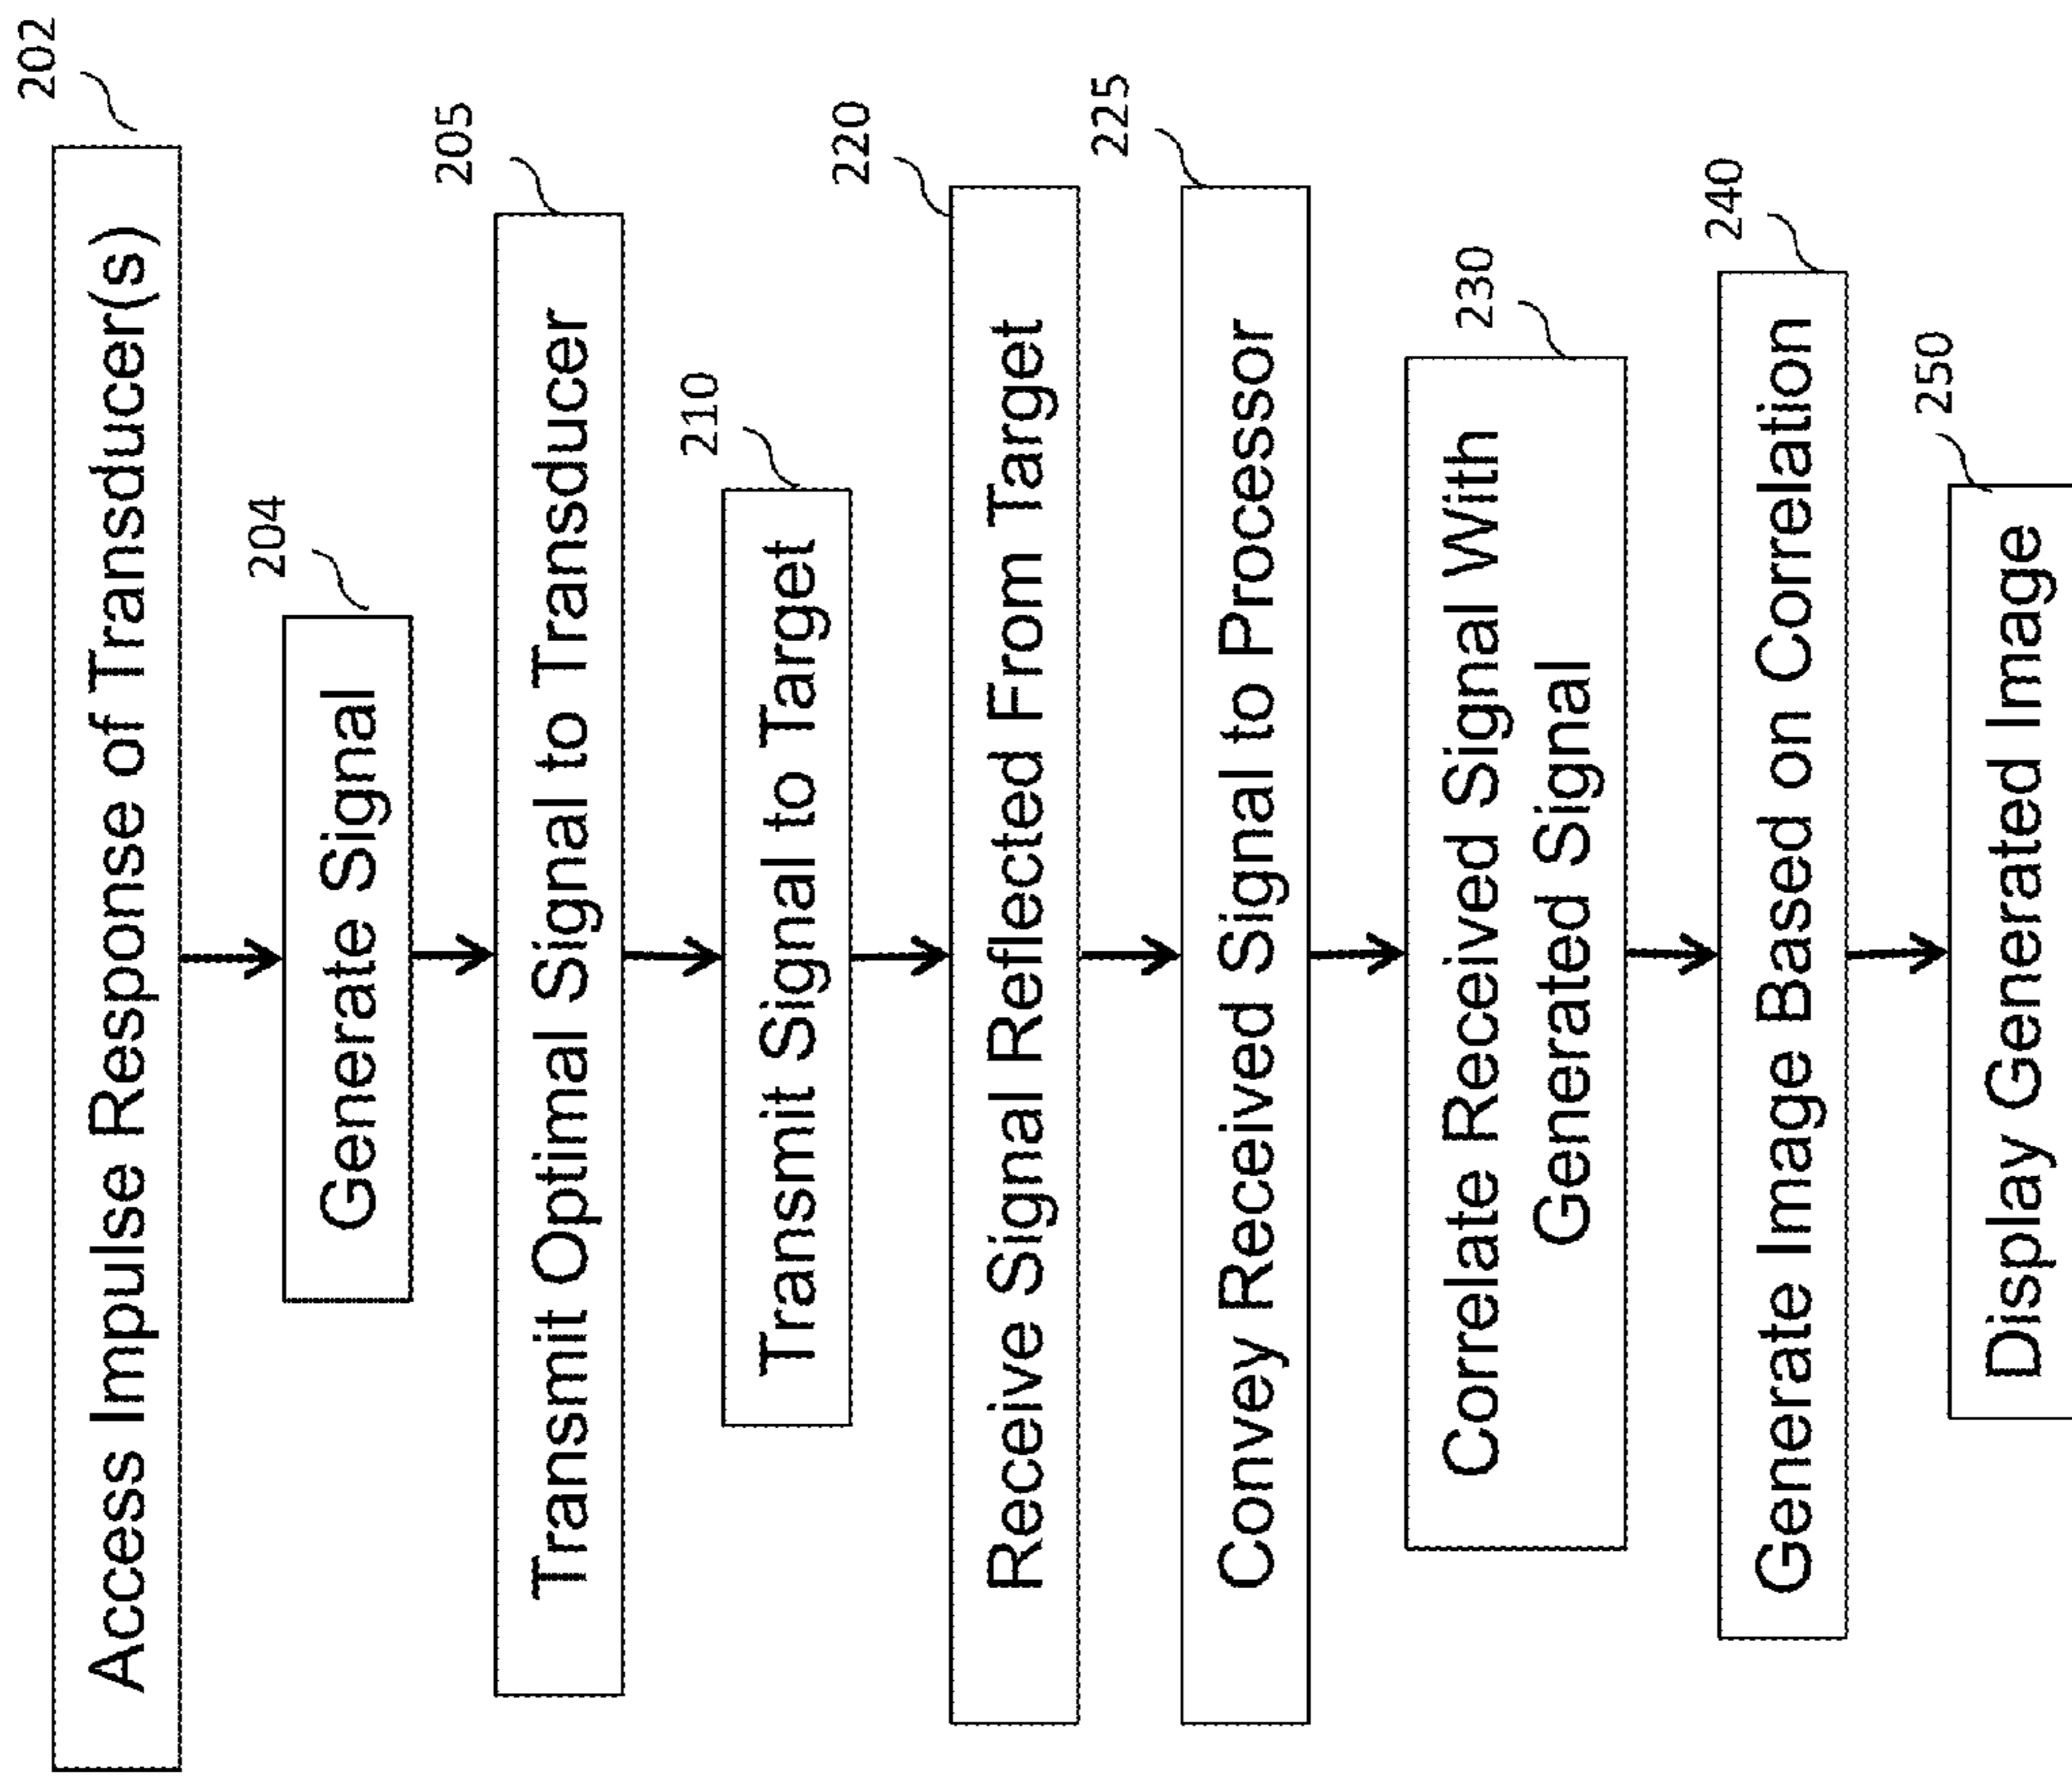 202
Access Impulse Response of Transducer(s)
204
Generate Signal
205
Transmit Optimal Signal to Transducer
210
Transmit Signal to Target
220
Receive Signal Reflected From Target
225
Convey Received Signal to Processor
230
Correlate Received Signal With
Generated Signal
240
Generate Image Based on Correlation
250
Display Generated Image